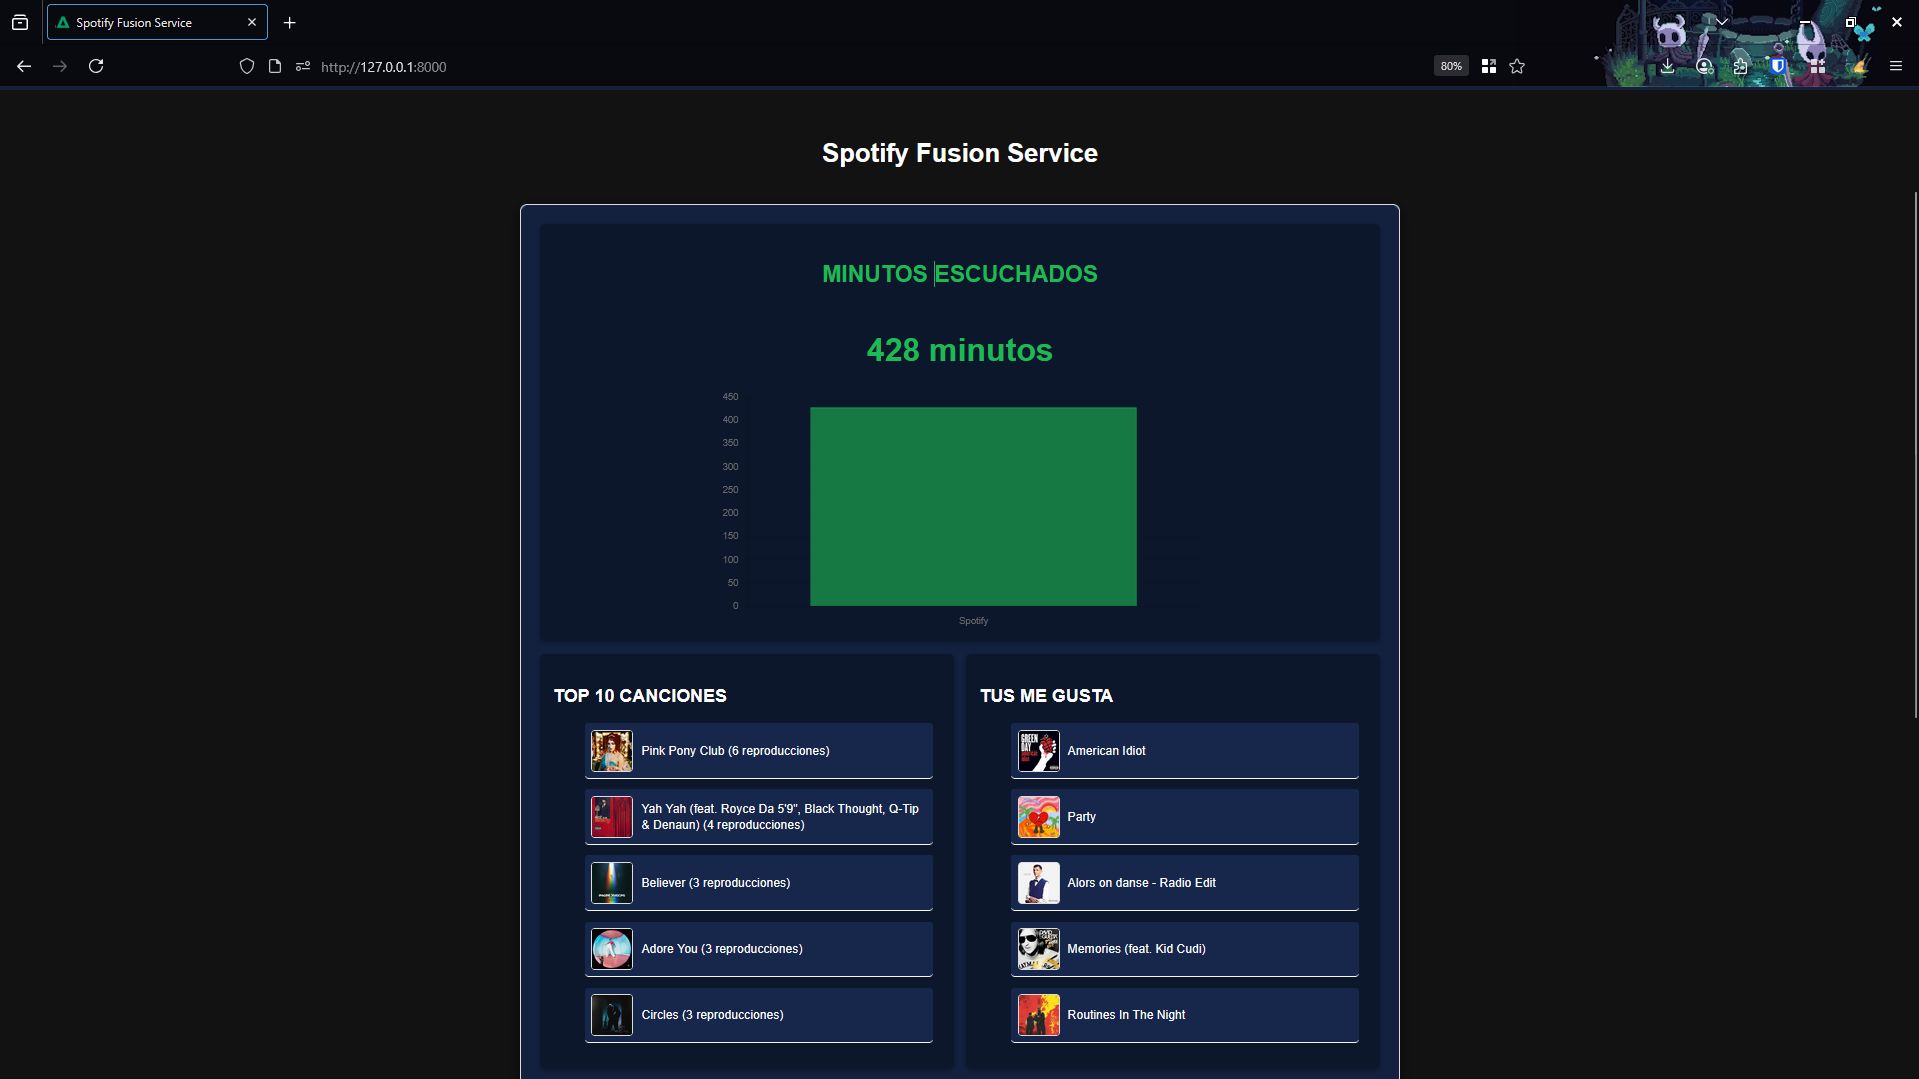 Spotify Fusion Service
http://127.0.0.1:8000
80%
Spotify Fusion Service
MINUTOS ESCUCHADOS
428 minutos
450
400
350
300
250
200
150
100
50
0
Spotify
TOP 10 CANCIONES
Pink Pony Club (6 reproducciones)
Yah Yah (feat. Royce Da 5'9", Black Thought, Q-Tip
& Denaun) (4 reproducciones)
Believer (3 reproducciones)
Adore You (3 reproducciones)
Circles (3 reproducciones)
TUS ME GUSTA
GREEN
DAY
American Idiot
Party
Alors on danse - Radio Edit
Memories (feat. Kid Cudi)
Routines In The Night